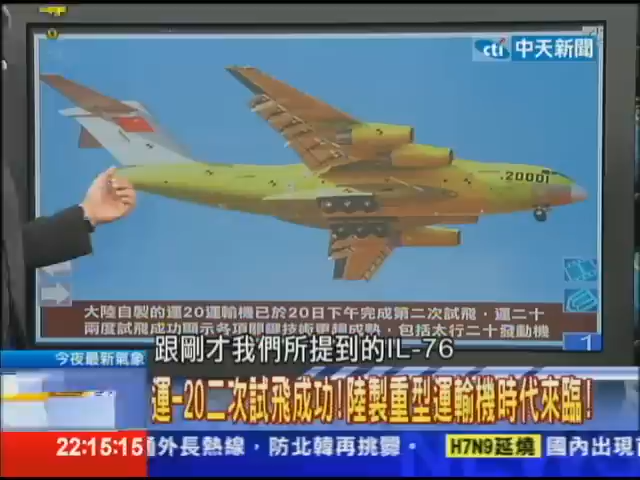 cti 中天新聞
20001
大陸自製的運20運輸機已於20日下午完成第二次試飛，運二十
兩度試飛成功顯示各項關鍵技術更趨成熟，包括太行二十發動機
1
跟剛才我們所提到的IL-76
今夜最新氣象
運-20二次試飛成功!陸製重型運輸機時代來臨!
22:15:15 外長熱線，防北韓再挑釁． H7N9延燒 國內出現